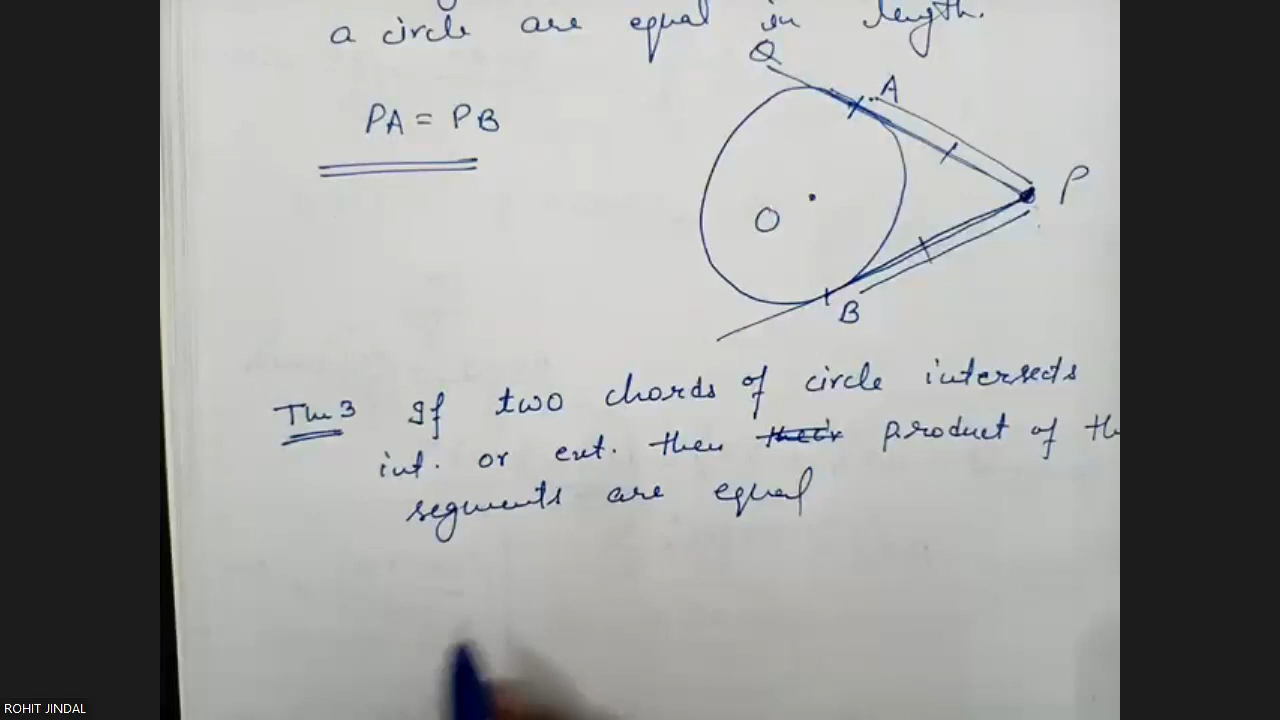 a circle are equal in length.
Q
A
PA = PB
P
O
B
Thm 3 If two chords of circle intersects
int. or ext. then their product of th
segments are equal
ROHIT JINDAL